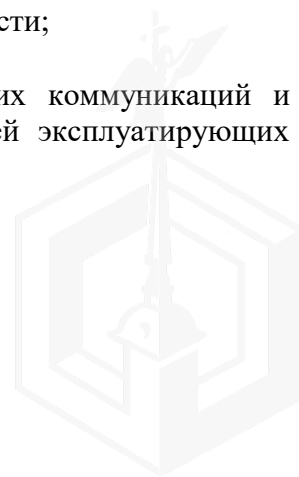 сти;
их коммуникаций и
ей эксплуатирующих